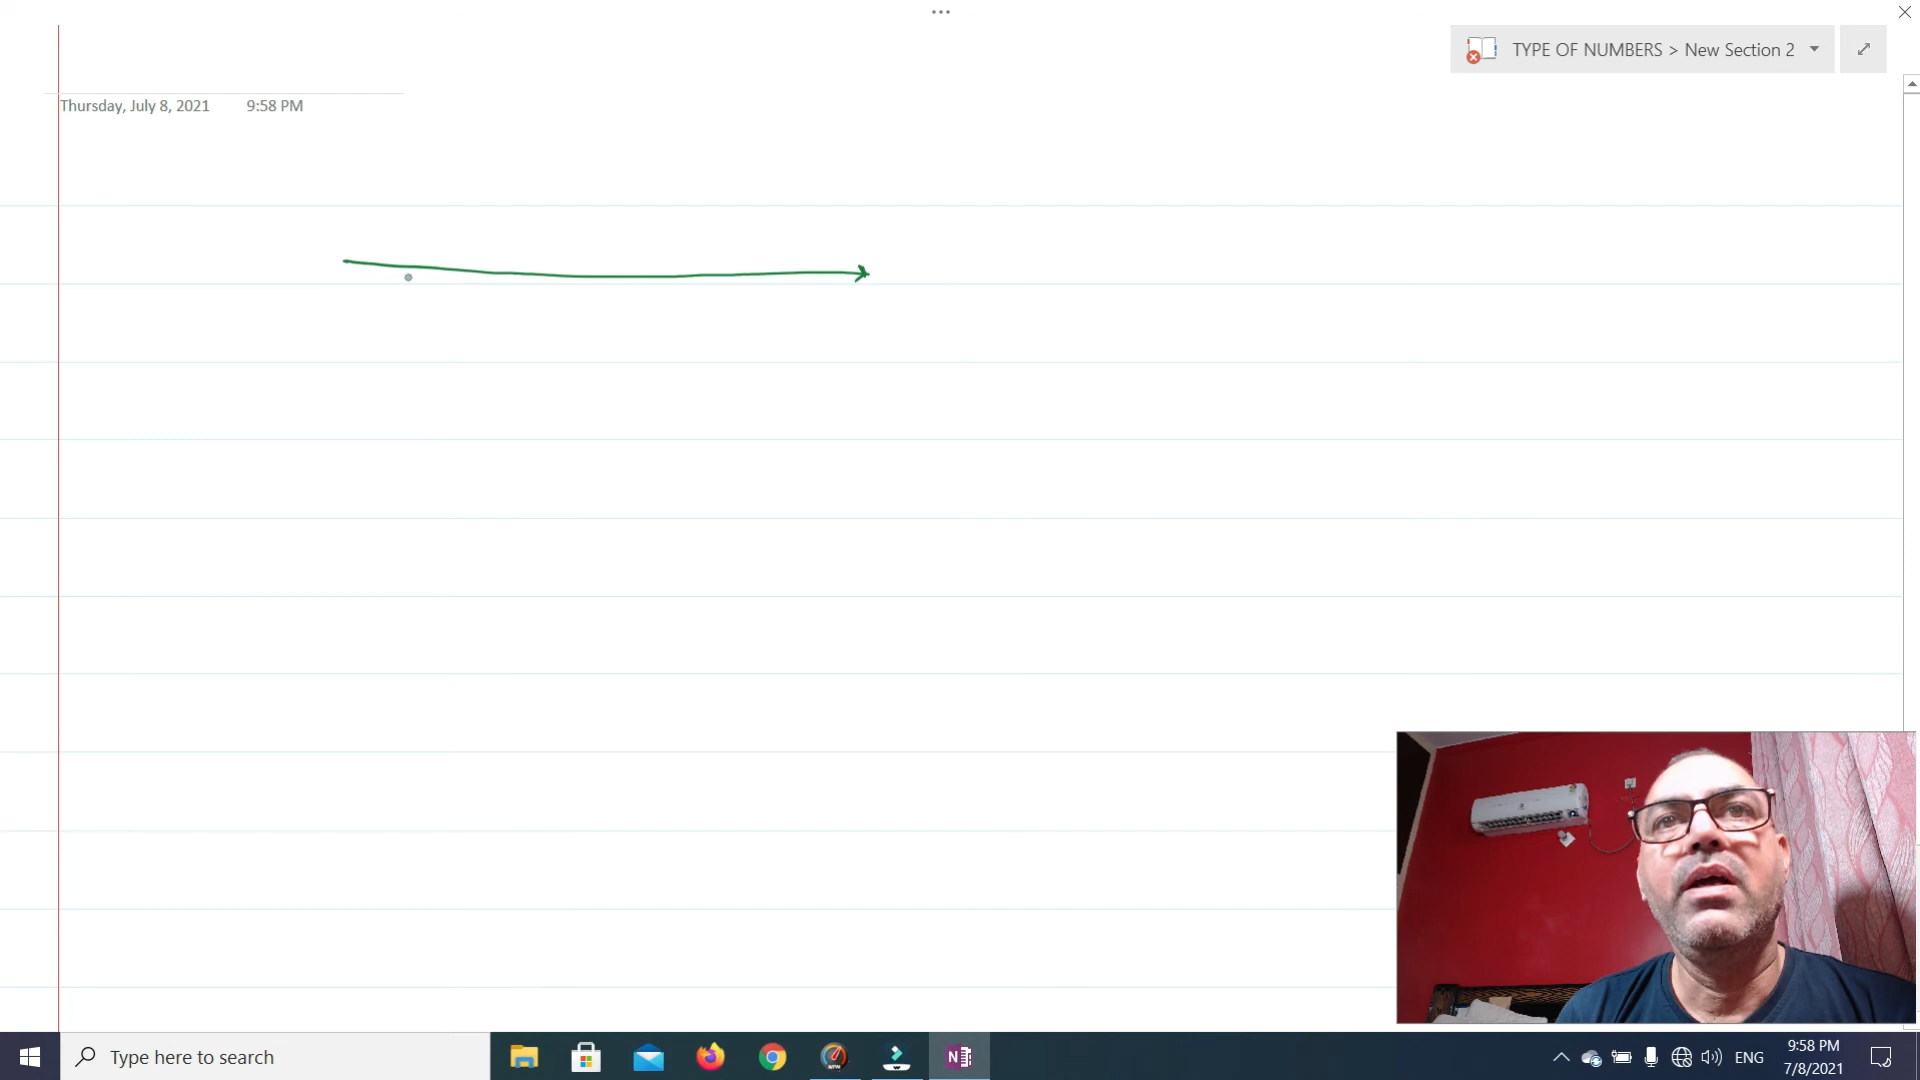 TYPE OF NUMBERS > New Section 2
Thursday, July 8, 2021 9:58 PM
Type here to search
ENG
9:58 PM
7/8/2021